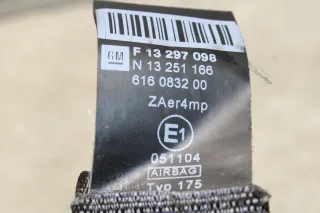 GM
F 13 297 098
N 13 251 166
616 0832 00
ZAer4mp
E1
051104
AIRBAG
Typ 175